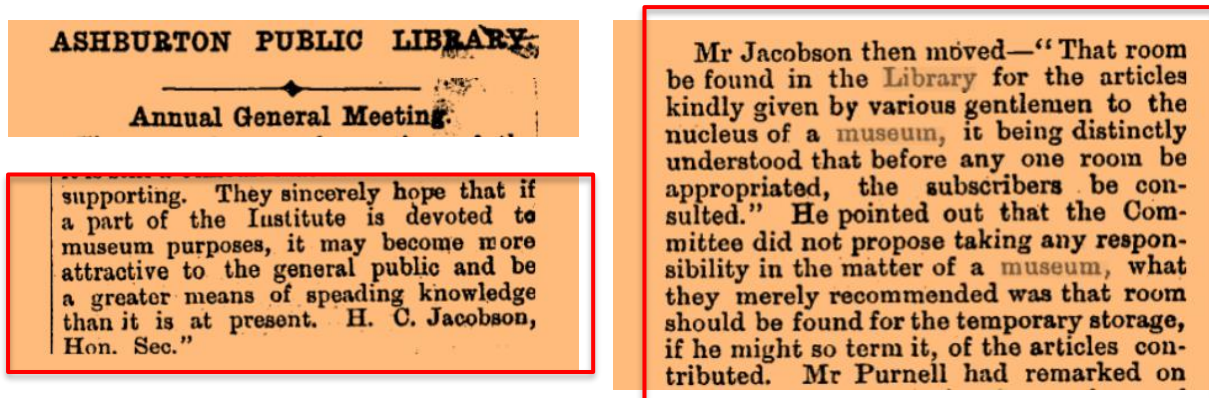 ASHBURTON PUBLIC LIBRARY.
Annual General Meeting.
supporting. They sincerely hope that if
a part of the Iustitute is devoted to
museum purposes, it may become more
attractive to the general public and be
a greater means of speading knowledge
than it is at present. H. C. Jacobson,
Hon. Sec."
Mr Jacobson then moved—"That room
be found in the Library for the articles
kindly given by various gentlemen to the
nucleus of a museum, it being distinctly
understood that before any one room be
appropriated, the subscribers be con-
sulted." He pointed out that the Com-
mittee did not propose taking any respon-
sibility in the matter of a museum, what
they merely recommended was that room
should be found for the temporary storage,
if he might so term it, of the articles con-
tributed. Mr Purnell had remarked on